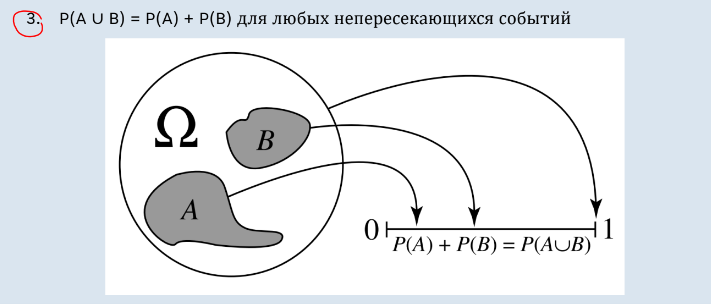 3. P(A ∪ B) = P(A) + P(B) для любых непересекающихся событий
Ω
B
A
0
1
P(A) + P(B) = P(A∪B)